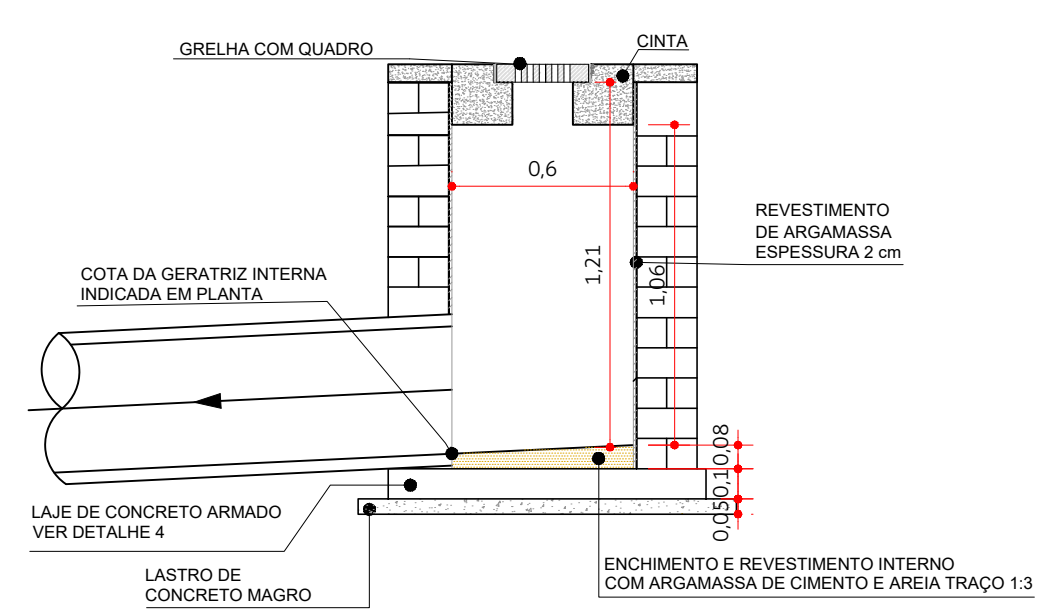 GRELHA COM QUADRO
CINTA
0,6
REVESTIMENTO
DE ARGAMASSA
ESPESSURA 2 cm
1,21
1,06
COTA DA GERATRIZ INTERNA
INDICADA EM PLANTA
0,08
0,1
0,05
LAJE DE CONCRETO ARMADO
VER DETALHE 4
ENCHIMENTO E REVESTIMENTO INTERNO
COM ARGAMASSA DE CIMENTO E AREIA TRAÇO 1:3
LASTRO DE
CONCRETO MAGRO